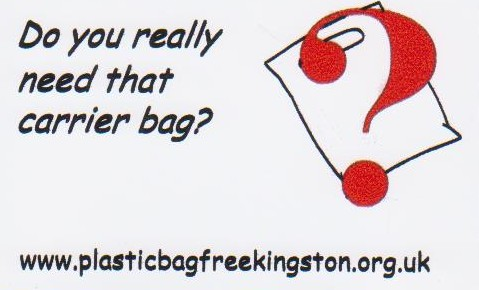 Do you really
need that
carrier bag?
www.plasticbagfreekingston.org.uk